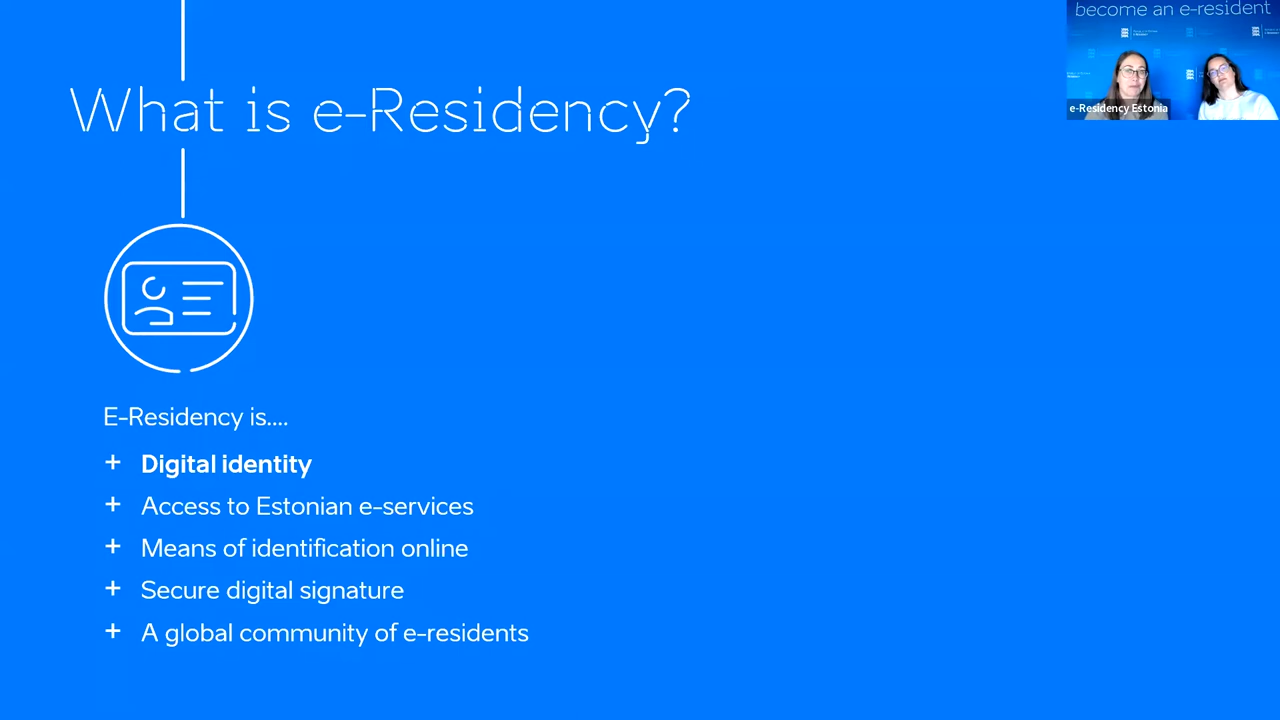 What is e-Residency?
become an e-resident
e-Residency Estonia
E-Residency is....
+ Digital identity
+ Access to Estonian e-services
+ Means of identification online
+ Secure digital signature
+ A global community of e-residents